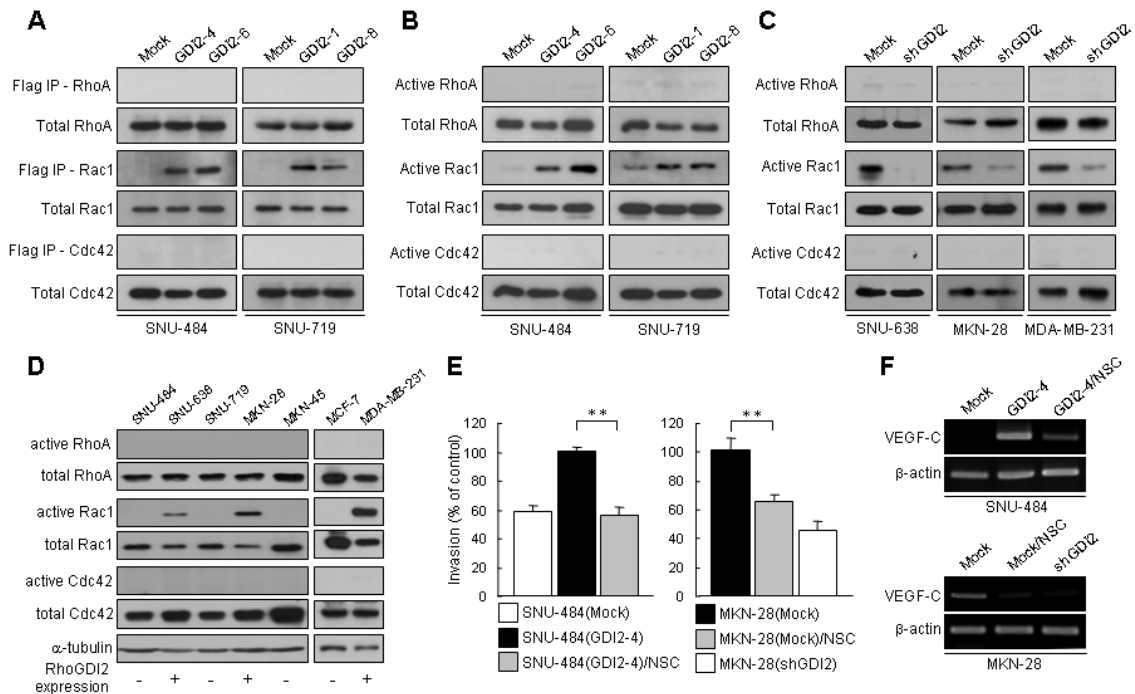 A
Mock GDI2-4 GDI2-6 Mock GDI2-1 GDI2-8
Flag IP - RhoA
Total RhoA
Flag IP - Rac1
Total Rac1
Flag IP - Cdc42
Total Cdc42
SNU-484 SNU-719
B
Mock GDI2-4 GDI2-6 Mock GDI2-1 GDI2-8
Active RhoA
Total RhoA
Active Rac1
Total Rac1
Active Cdc42
Total Cdc42
SNU-484 SNU-719
C
Mock shGDI2 Mock shGDI2 Mock shGDI2
Active RhoA
Total RhoA
Active Rac1
Total Rac1
Active Cdc42
Total Cdc42
SNU-638 MKN-28 MDA-MB-231
D
SNU-484 SNU-638 SNU-719 MKN-28 MKN-45 MCF-7 MDA-MB-231
active RhoA
total RhoA
active Rac1
total Rac1
active Cdc42
total Cdc42
α-tubulin
RhoGDI2
expression - + - + - - +
E
Invasion (% of control)
120
100
80
60
40
20
0
**
SNU-484(Mock)
SNU-484(GDI2-4)
SNU-484(GDI2-4)/NSC
120
100
80
60
40
20
0
**
MKN-28(Mock)
MKN-28(Mock)/NSC
MKN-28(shGDI2)
F
Mock GDI2-4 GDI2-4/NSC
VEGF-C
β-actin
SNU-484
Mock Mock/NSC shGDI2
VEGF-C
β-actin
MKN-28